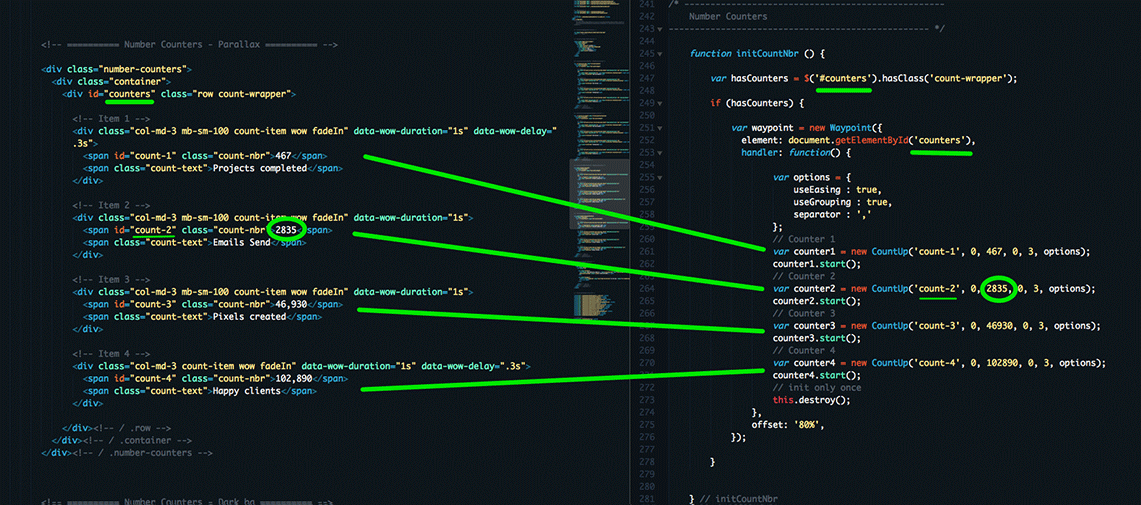 <!-- ========== Number Counters - Parallax ========== -->
<div class="number-counters">
<div class="container">
<div id="counters" class="row count-wrapper">
<!-- Item 1 -->
<div class="col-md-3 mb-sm-100 count-item wow fadeIn" data-wow-duration="1s" data-wow-delay="
.3s">
<span id="count-1" class="count-nbr">467</span>
<span class="count-text">Projects completed</span>
</div>
<!-- Item 2 -->
<div class="col-md-3 mb-sm-100 count-item wow fadeIn" data-wow-duration="1s">
<span id="count-2" class="count-nbr">2835</span>
<span class="count-text">Emails Send</span>
</div>
<!-- Item 3 -->
<div class="col-md-3 mb-sm-100 count-item wow fadeIn" data-wow-duration="1s">
<span id="count-3" class="count-nbr">46,930</span>
<span class="count-text">Pixels created</span>
</div>
<!-- Item 4 -->
<div class="col-md-3 count-item wow fadeIn" data-wow-duration="1s" data-wow-delay=".3s">
<span id="count-4" class="count-nbr">102,890</span>
<span class="count-text">Happy clients</span>
</div>
</div><!-- / .row -->
</div><!-- / .container -->
</div><!-- / .number-counters -->
<!-- ========== Number Counters - Dark bg ========== -->
241 /* --------------------------------------------------
242 Number Counters
243 -------------------------------------------------- */
244
245 function initCountNbr () {
246
247 var hasCounters = $('#counters').hasClass('count-wrapper');
248
249 if (hasCounters) {
250
251 var waypoint = new Waypoint({
252 element: document.getElementById('counters'),
253 handler: function() {
254
255 var options = {
256 useEasing : true,
257 useGrouping : true,
258 separator : ','
259 };
260 // Counter 1
261 var counter1 = new CountUp('count-1', 0, 467, 0, 3, options);
262 counter1.start();
263 // Counter 2
264 var counter2 = new CountUp('count-2', 0, 2835, 0, 3, options);
265 counter2.start();
266 // Counter 3
267 var counter3 = new CountUp('count-3', 0, 46930, 0, 3, options);
268 counter3.start();
269 // Counter 4
270 var counter4 = new CountUp('count-4', 0, 102890, 0, 3, options);
271 counter4.start();
272 // init only once
273 this.destroy();
274 },
275 offset: '80%',
276 });
277
278 }
279
280
281 } // initCountNbr